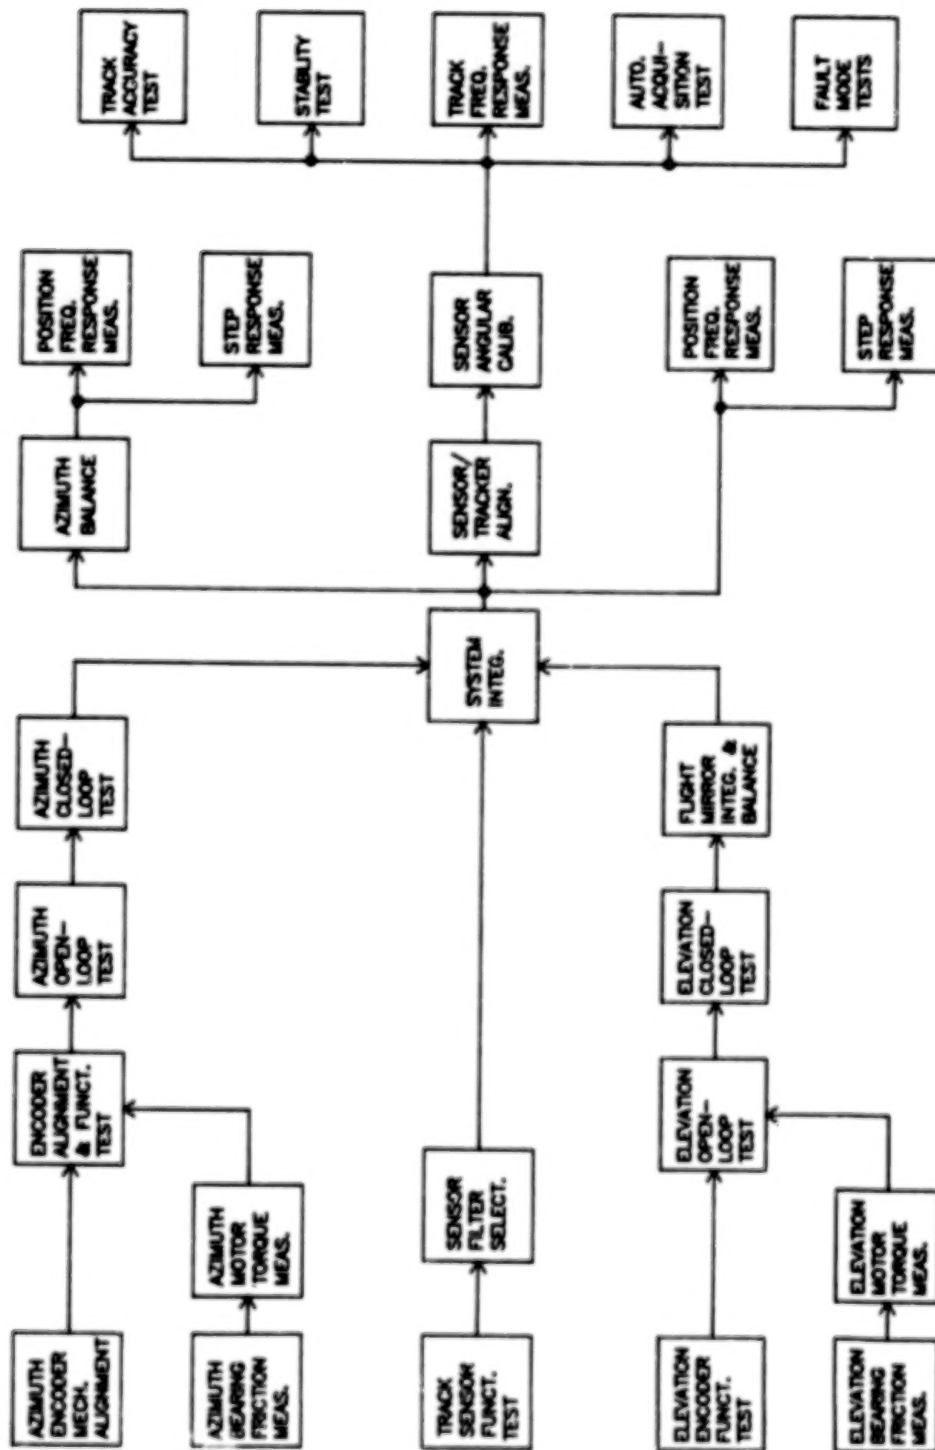 AZIMUTH
ENCODER
MECH.
ALIGNMENT
AZIMUTH
BEARING
FRICTION
MEAS.
AZIMUTH
MOTOR
TORQUE
MEAS.
ENCODER
ALIGNMENT
& FUNCT.
TEST
AZIMUTH
OPEN-
LOOP
TEST
AZIMUTH
CLOSED-
LOOP
TEST
TRACK
SENSOR
FUNCT.
TEST
SENSOR
FILTER
SELECT.
ELEVATION
ENCODER
FUNCT.
TEST
ELEVATION
BEARING
FRICTION
MEAS.
ELEVATION
MOTOR
TORQUE
MEAS.
ELEVATION
OPEN-
LOOP
TEST
ELEVATION
CLOSED-
LOOP
TEST
FLIGHT
MIRROR
INTEG. &
BALANCE
SYSTEM
INTEG.
AZIMUTH
BALANCE
POSITION
FREQ.
RESPONSE
MEAS.
STEP
RESPONSE
MEAS.
SENSOR/
TRACKER
ALIGN.
SENSOR
ANGULAR
CALIB.
POSITION
FREQ.
RESPONSE
MEAS.
STEP
RESPONSE
MEAS.
TRACK
ACCURACY
TEST
STABLITY
TEST
TRACK
FREQ.
RESPONSE
MEAS.
AUTO.
ACQUI-
SITION
TEST
FAULT
MODE
TESTS